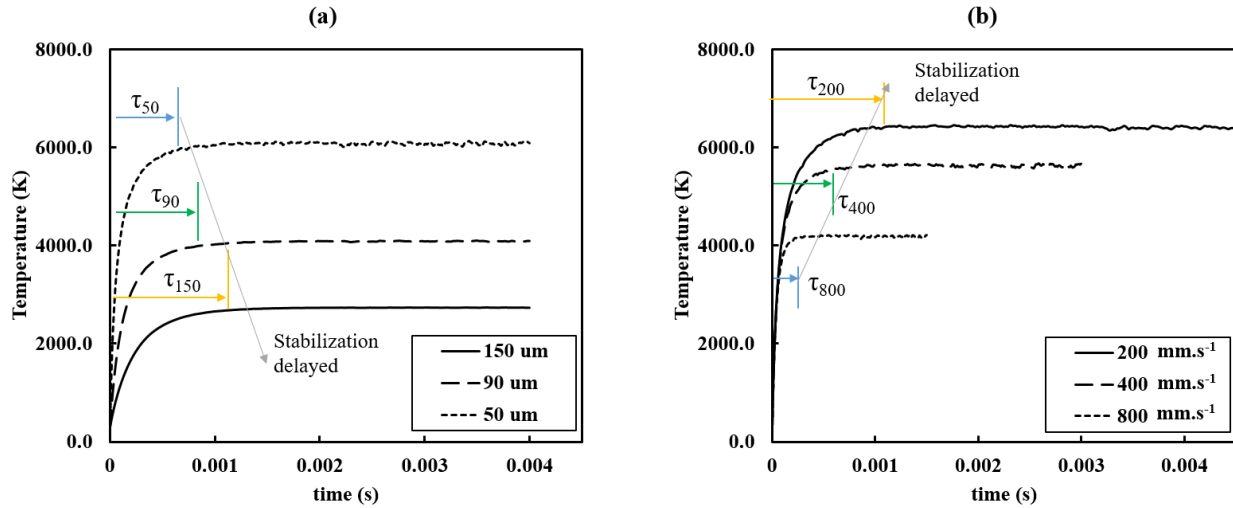 (a)
8000.0
6000.0
4000.0
2000.0
0.0
Temperature (K)
τ50
τ90
τ150
Stabilization
delayed
150 um
90 um
50 um
0 0.001 0.002 0.003 0.004
time (s)
(b)
8000.0
6000.0
4000.0
2000.0
0.0
Temperature (K)
τ200
Stabilization
delayed
τ400
τ800
200 mm.s⁻¹
400 mm.s⁻¹
800 mm.s⁻¹
0 0.001 0.002 0.003 0.004
time (s)